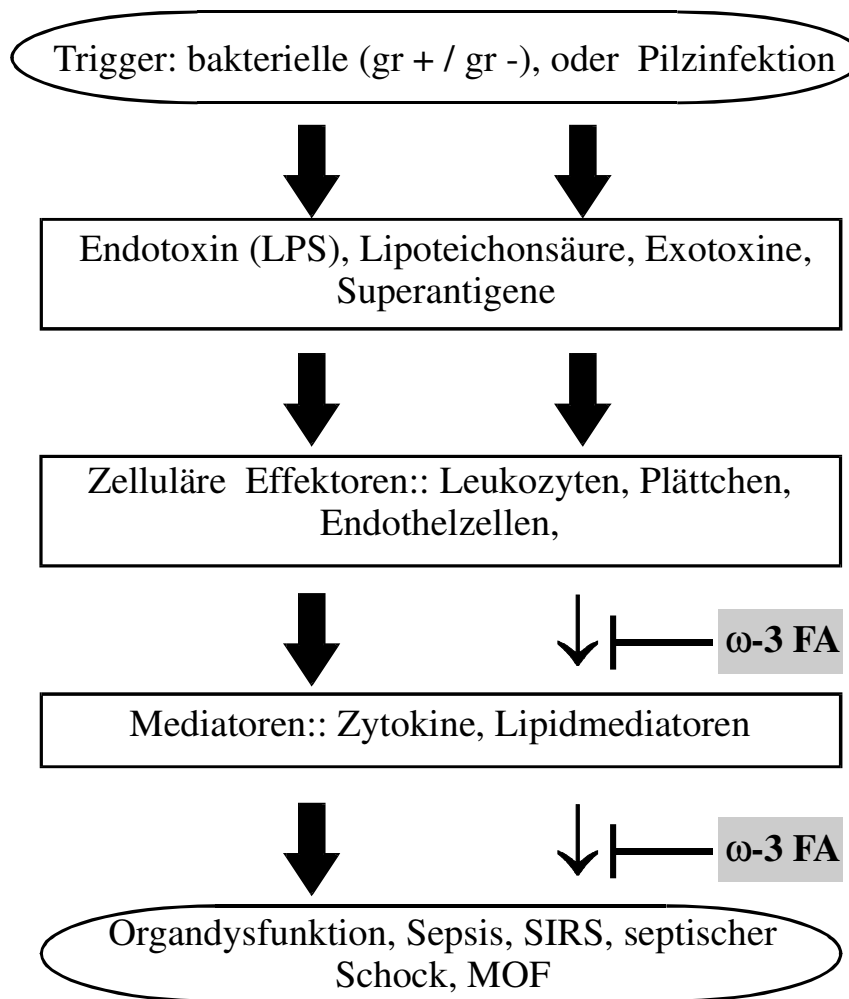 Trigger: bakterielle (gr + / gr -), oder Pilzinfektion
Endotoxin (LPS), Lipoteichonsäure, Exotoxine,
Superantigene
Zelluläre Effektoren:: Leukozyten, Plättchen,
Endothelzellen,
ω-3 FA
Mediatoren:: Zytokine, Lipidmediatoren
ω-3 FA
Organdysfunktion, Sepsis, SIRS, septischer
Schock, MOF